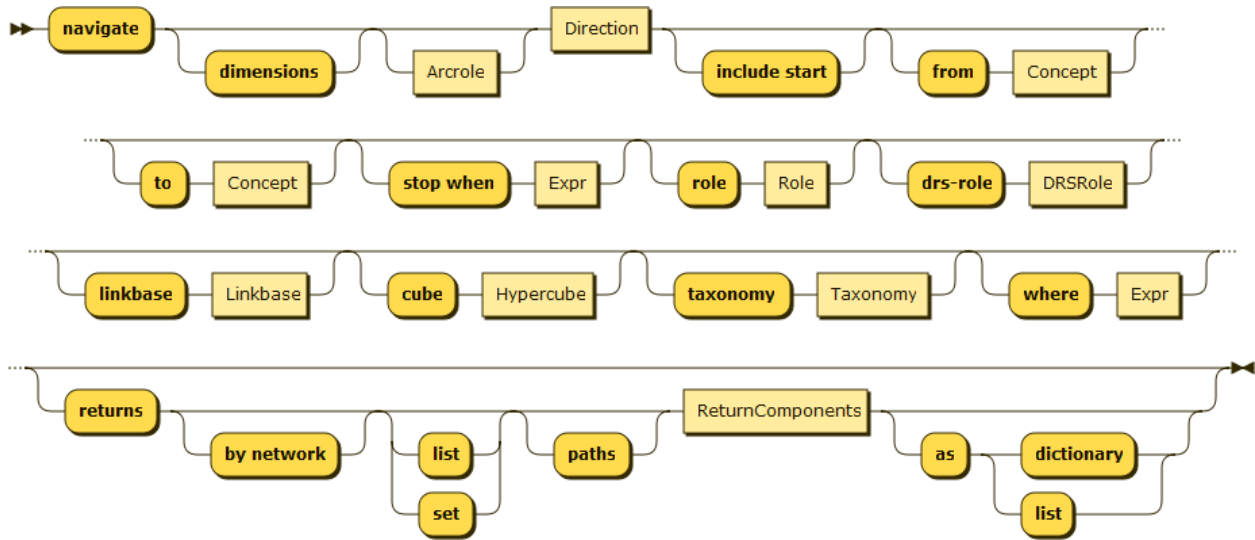 navigate dimensions Arcrole Direction include start from Concept
to Concept stop when Expr role Role drs-role DRSRole
linkbase Linkbase cube Hypercube taxonomy Taxonomy where Expr
returns by network list paths ReturnComponents as dictionary
set list